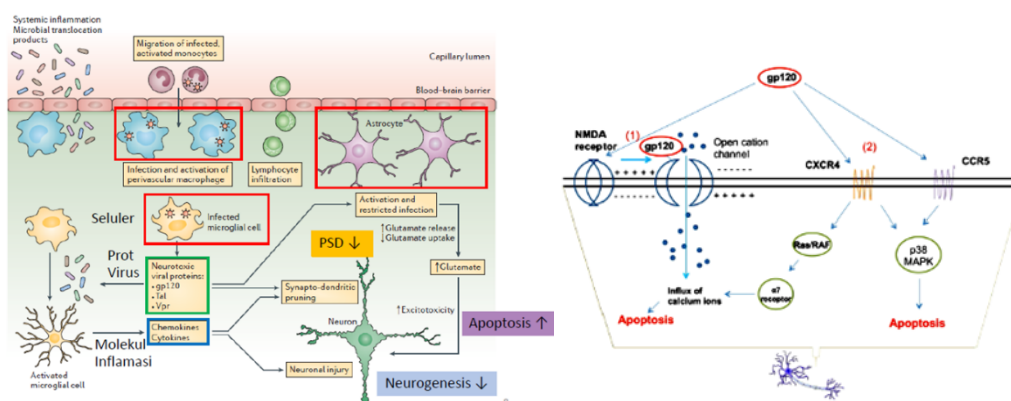 Systemic inflammation
Microbial translocation
products
Migration of infected,
activated monocytes
Capillary lumen
Blood–brain barrier
Astrocyte
Infection and activation of
perivascular macrophage
Lymphocyte
infiltration
Seluler
Infected
microglial cell
Activation and
restricted infection
↑Glutamate release
↓Glutamate uptake
PSD ↓
Prot
Virus
Neurotoxic
viral proteins:
• gp120
• Tat
• Vpr
Synapto-dendritic
pruning
↑Glutamate
Neuron
↑Excitotoxicity
Apoptosis ↑
Chemokines
Cytokines
Molekul
Inflamasi
Neuronal injury
Activated
microglial cell
Neurogenesis ↓
gp120
NMDA
receptor
(1)
gp120
Open cation
channel
CXCR4
(2)
CCR5
+ + + + +
- - - - - -
- - - - - -
+ + + + +
Ras/RAF
p38
MAPK
Influx of
calcium ions
α7
receptor
Apoptosis
Apoptosis